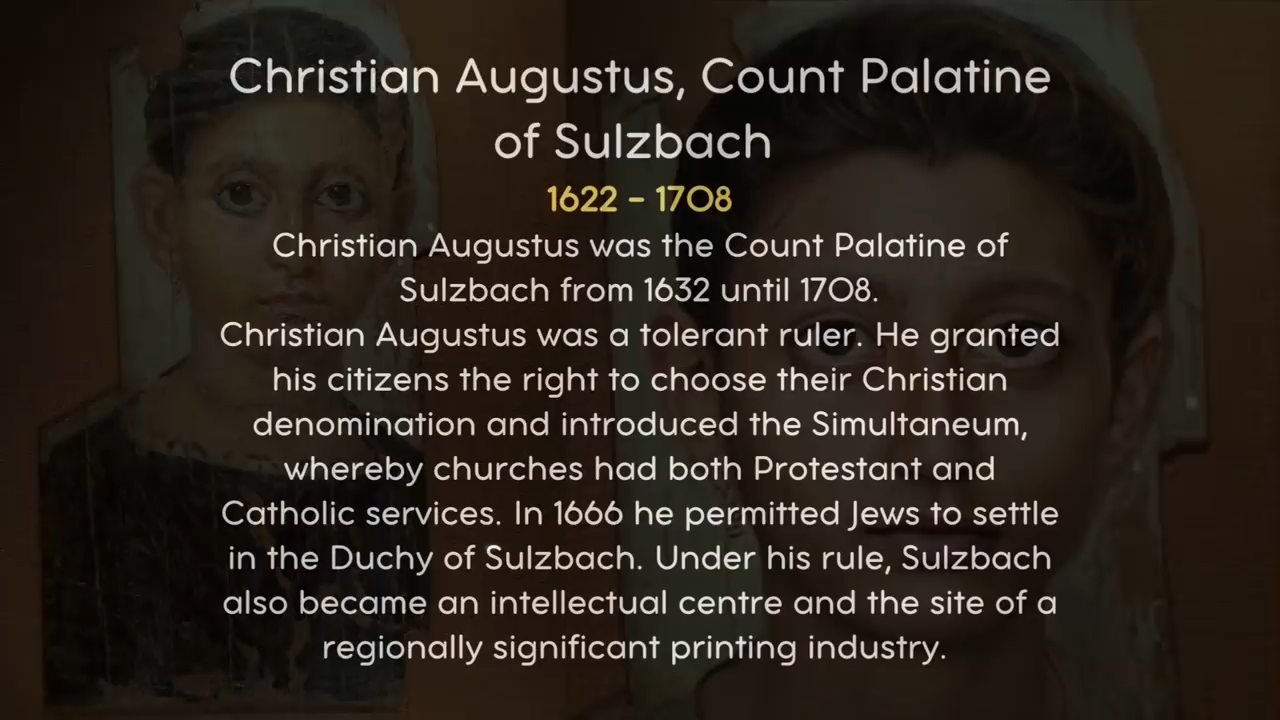 Christian Augustus, Count Palatine
of Sulzbach
1622 - 1708
Christian Augustus was the Count Palatine of
Sulzbach from 1632 until 1708.
Christian Augustus was a tolerant ruler. He granted
his citizens the right to choose their Christian
denomination and introduced the Simultaneum,
whereby churches had both Protestant and
Catholic services. In 1666 he permitted Jews to settle
in the Duchy of Sulzbach. Under his rule, Sulzbach
also became an intellectual centre and the site of a
regionally significant printing industry.